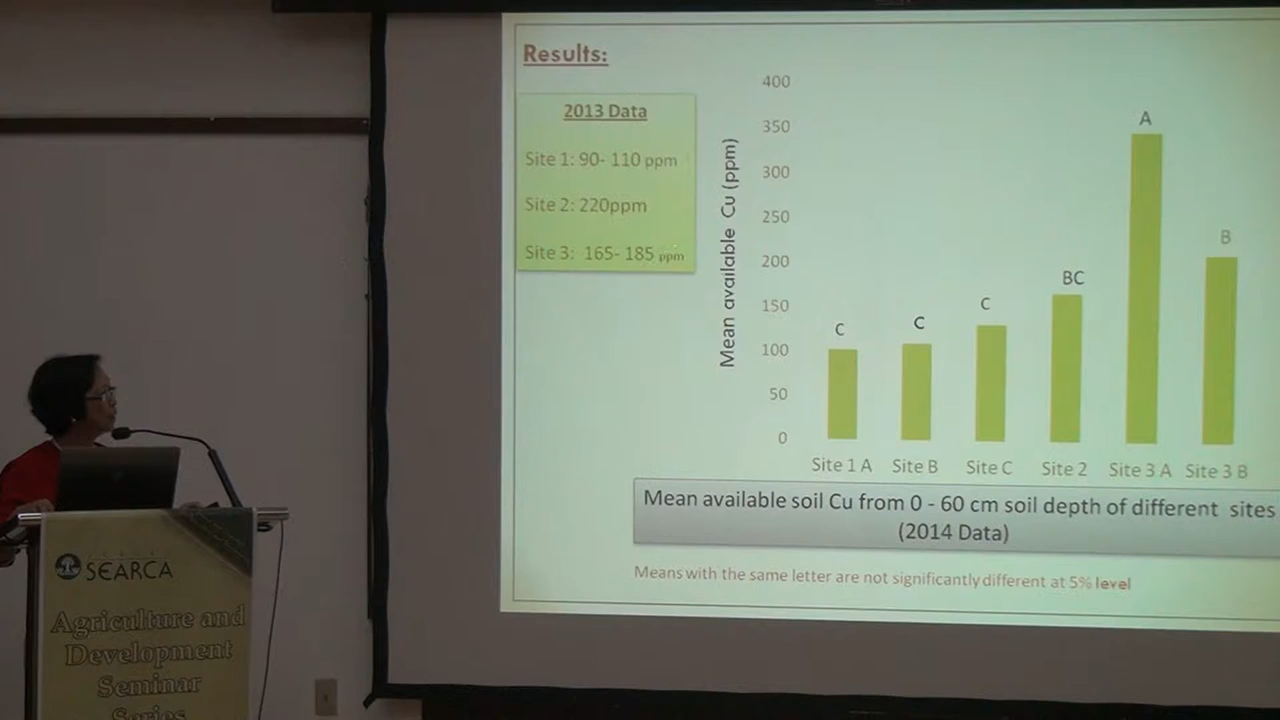 Results:
2013 Data
Site 1: 90- 110 ppm
Site 2: 220ppm
Site 3: 165- 185 ppm
Mean available Cu (ppm)
400
350
300
250
200
150
100
50
0
C
C
C
BC
A
B
Site 1 A
Site B
Site C
Site 2
Site 3 A
Site 3 B
Mean available soil Cu from 0 - 60 cm soil depth of different sites
(2014 Data)
Means with the same letter are not significantly different at 5% level
SEARCA
Agriculture and
Development
Seminar
Series